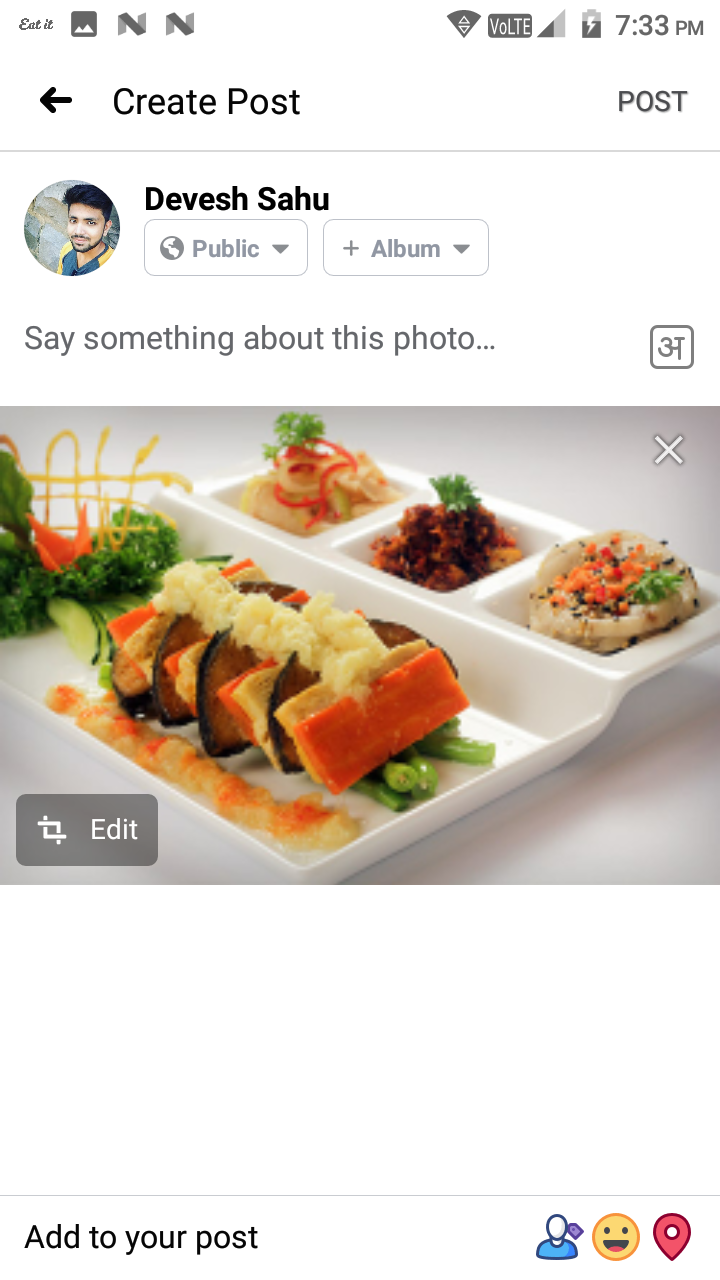 Eat it VoLTE 7:33 PM
Create Post POST
Devesh Sahu
Public + Album
Say something about this photo... अ
Edit
Add to your post